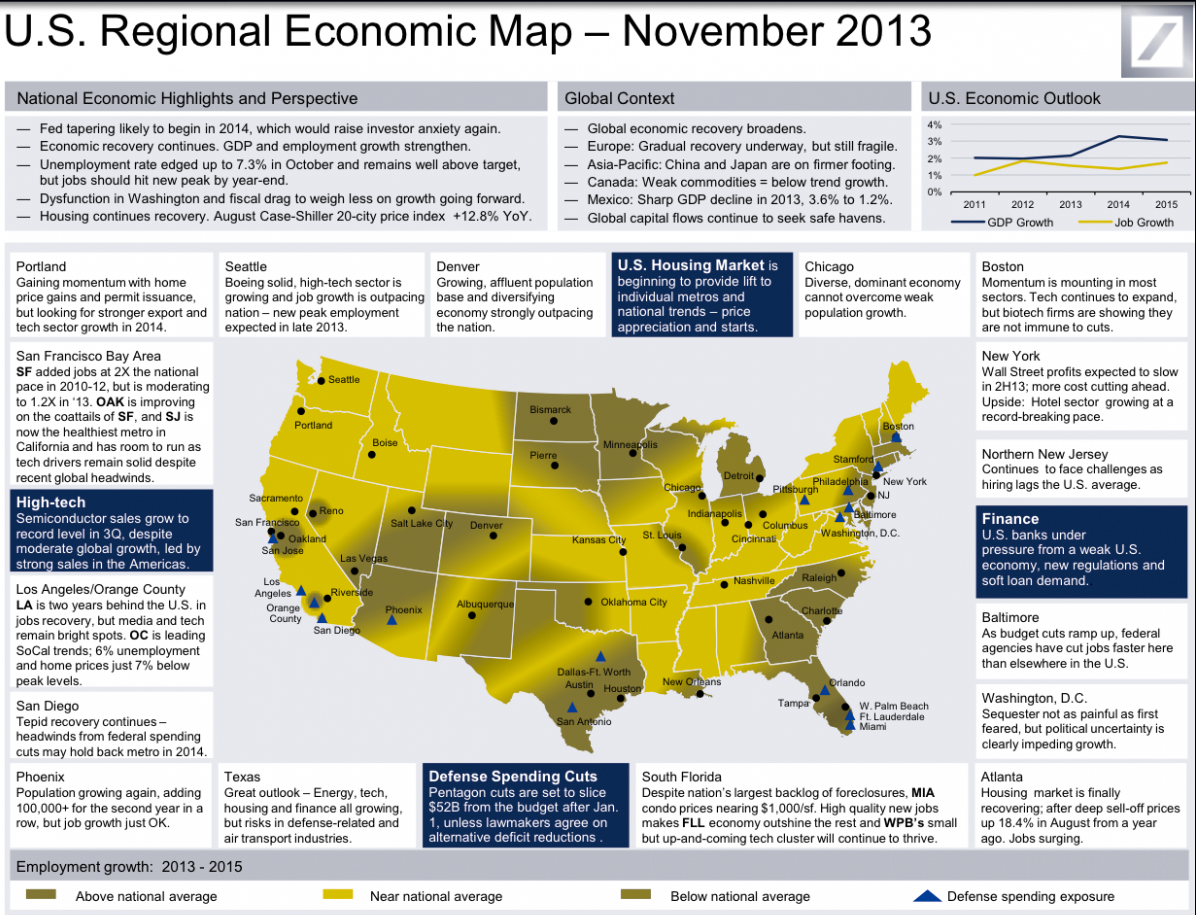 U.S. Regional Economic Map – November 2013
National Economic Highlights and Perspective
— Fed tapering likely to begin in 2014, which would raise investor anxiety again.
— Economic recovery continues. GDP and employment growth strengthen.
— Unemployment rate edged up to 7.3% in October and remains well above target,
but jobs should hit new peak by year-end.
— Dysfunction in Washington and fiscal drag to weigh less on growth going forward.
— Housing continues recovery. August Case-Shiller 20-city price index +12.8% YoY.
Global Context
— Global economic recovery broadens.
— Europe: Gradual recovery underway, but still fragile.
— Asia-Pacific: China and Japan are on firmer footing.
— Canada: Weak commodities = below trend growth.
— Mexico: Sharp GDP decline in 2013, 3.6% to 1.2%.
— Global capital flows continue to seek safe havens.
U.S. Economic Outlook
4%
3%
2%
1%
0%
2011 2012 2013 2014 2015
GDP Growth Job Growth
Portland
Gaining momentum with home
price gains and permit issuance,
but looking for stronger export and
tech sector growth in 2014.
Seattle
Boeing solid, high-tech sector is
growing and job growth is outpacing
nation – new peak employment
expected in late 2013.
Denver
Growing, affluent population
base and diversifying
economy strongly outpacing
the nation.
U.S. Housing Market is
beginning to provide lift to
individual metros and
national trends – price
appreciation and starts.
Chicago
Diverse, dominant economy
cannot overcome weak
population growth.
Boston
Momentum is mounting in most
sectors. Tech continues to expand,
but biotech firms are showing they
are not immune to cuts.
San Francisco Bay Area
SF added jobs at 2X the national
pace in 2010-12, but is moderating
to 1.2X in ‘13. OAK is improving
on the coattails of SF, and SJ is
now the healthiest metro in
California and has room to run as
tech drivers remain solid despite
recent global headwinds.
High-tech
Semiconductor sales grow to
record level in 3Q, despite
moderate global growth, led by
strong sales in the Americas.
Los Angeles/Orange County
LA is two years behind the U.S. in
jobs recovery, but media and tech
remain bright spots. OC is leading
SoCal trends; 6% unemployment
and home prices just 7% below
peak levels.
San Diego
Tepid recovery continues –
headwinds from federal spending
cuts may hold back metro in 2014.
Seattle
Portland
Boise
Bismarck
Pierre
Minneapolis
Detroit
Chicago
Boston
Stamford
New York
Philadelphia
NJ
Pittsburgh
Baltimore
Washington, D.C.
Indianapolis
Columbus
Cincinnati
Sacramento
Reno
San Francisco
Oakland
San Jose
Salt Lake City
Denver
Kansas City
St. Louis
Las Vegas
Los
Angeles
Riverside
Orange
County
San Diego
Phoenix
Albuquerque
Oklahoma City
Nashville
Raleigh
Charlotte
Atlanta
Dallas-Ft. Worth
Austin
Houston
San Antonio
New Orleans
Orlando
Tampa
W. Palm Beach
Ft. Lauderdale
Miami
New York
Wall Street profits expected to slow
in 2H13; more cost cutting ahead.
Upside: Hotel sector growing at a
record-breaking pace.
Northern New Jersey
Continues to face challenges as
hiring lags the U.S. average.
Finance
U.S. banks under
pressure from a weak U.S.
economy, new regulations and
soft loan demand.
Baltimore
As budget cuts ramp up, federal
agencies have cut jobs faster here
than elsewhere in the U.S.
Washington, D.C.
Sequester not as painful as first
feared, but political uncertainty is
clearly impeding growth.
Phoenix
Population growing again, adding
100,000+ for the second year in a
row, but job growth just OK.
Texas
Great outlook – Energy, tech,
housing and finance all growing,
but risks in defense-related and
air transport industries.
Defense Spending Cuts
Pentagon cuts are set to slice
$52B from the budget after Jan.
1, unless lawmakers agree on
alternative deficit reductions .
South Florida
Despite nation’s largest backlog of foreclosures, MIA
condo prices nearing $1,000/sf. High quality new jobs
makes FLL economy outshine the rest and WPB’s small
but up-and-coming tech cluster will continue to thrive.
Atlanta
Housing market is finally
recovering; after deep sell-off prices
up 18.4% in August from a year
ago. Jobs surging.
Employment growth: 2013 - 2015
Above national average
Near national average
Below national average
Defense spending exposure